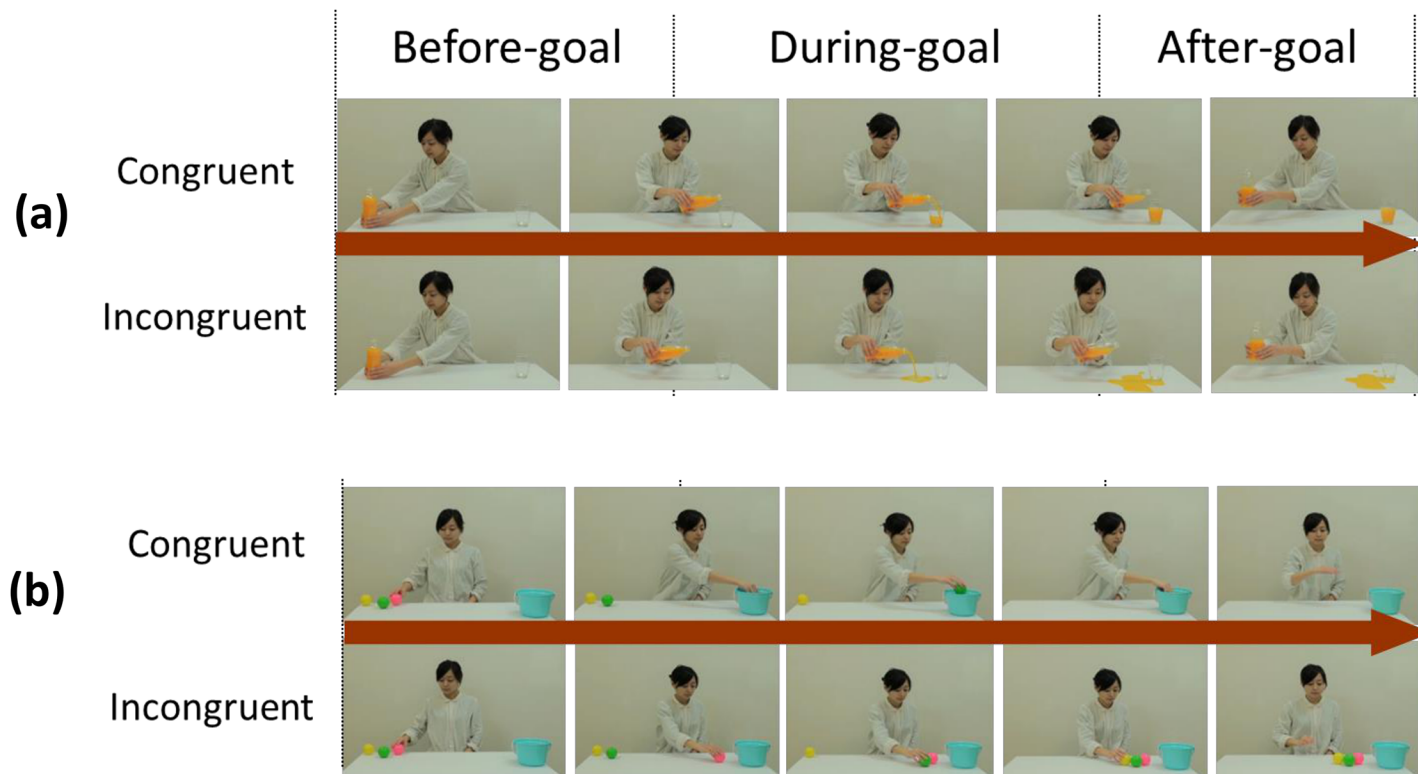 Before-goal
During-goal
After-goal
Congruent
(a)
Incongruent
Congruent
(b)
Incongruent